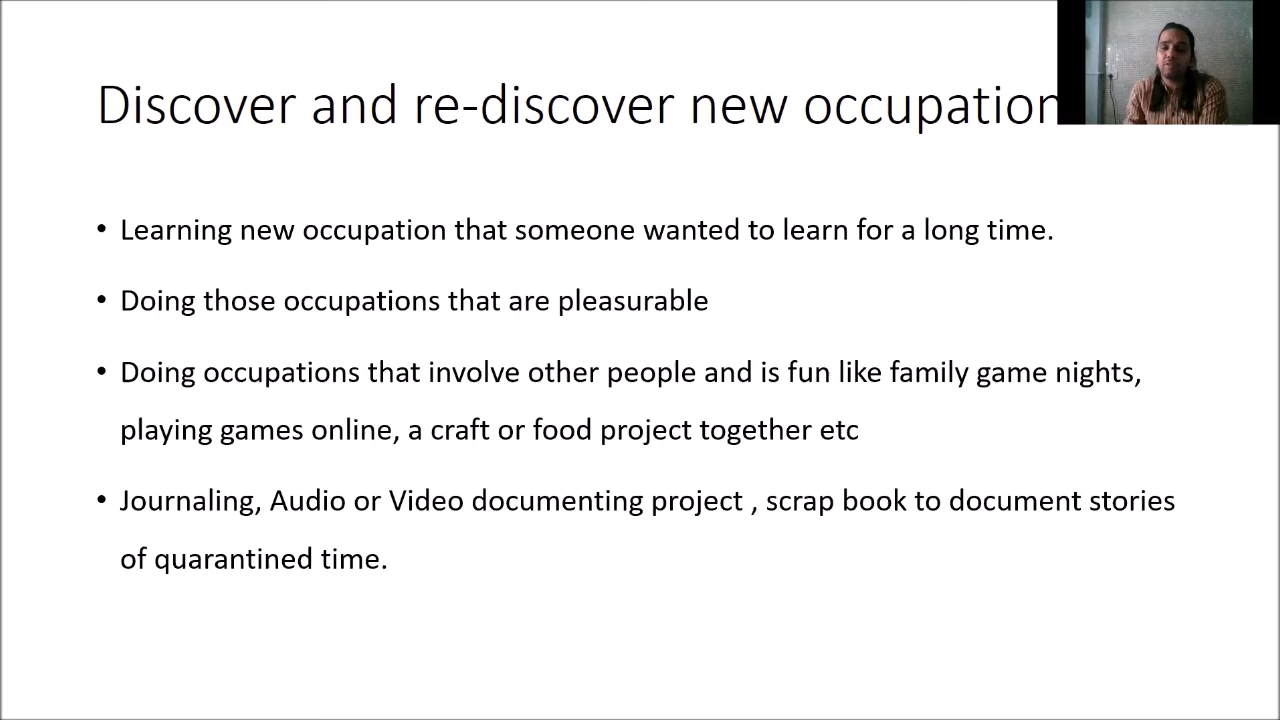 Discover and re-discover new occupation
• Learning new occupation that someone wanted to learn for a long time.
• Doing those occupations that are pleasurable
• Doing occupations that involve other people and is fun like family game nights,
playing games online, a craft or food project together etc
• Journaling, Audio or Video documenting project , scrap book to document stories
of quarantined time.